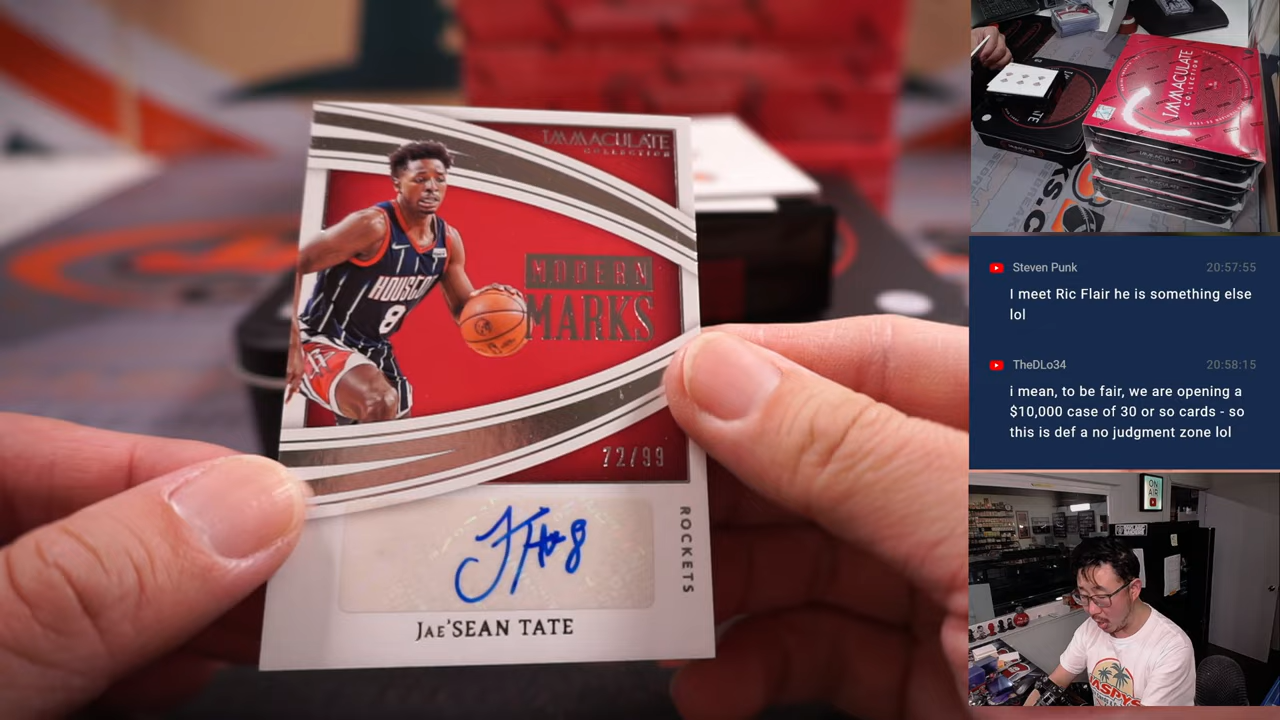 IMMACULATE
COLLECTION
MODERN
MARKS
HOUSTON
8
72/99
ROCKETS
JAE'SEAN TATE
IMMACULATE
COLLECTION
Steven Punk 20:57:55
I meet Ric Flair he is something else
lol
TheDLo34 20:58:15
i mean, to be fair, we are opening a
$10,000 case of 30 or so cards - so
this is def a no judgment zone lol
ON
AIR